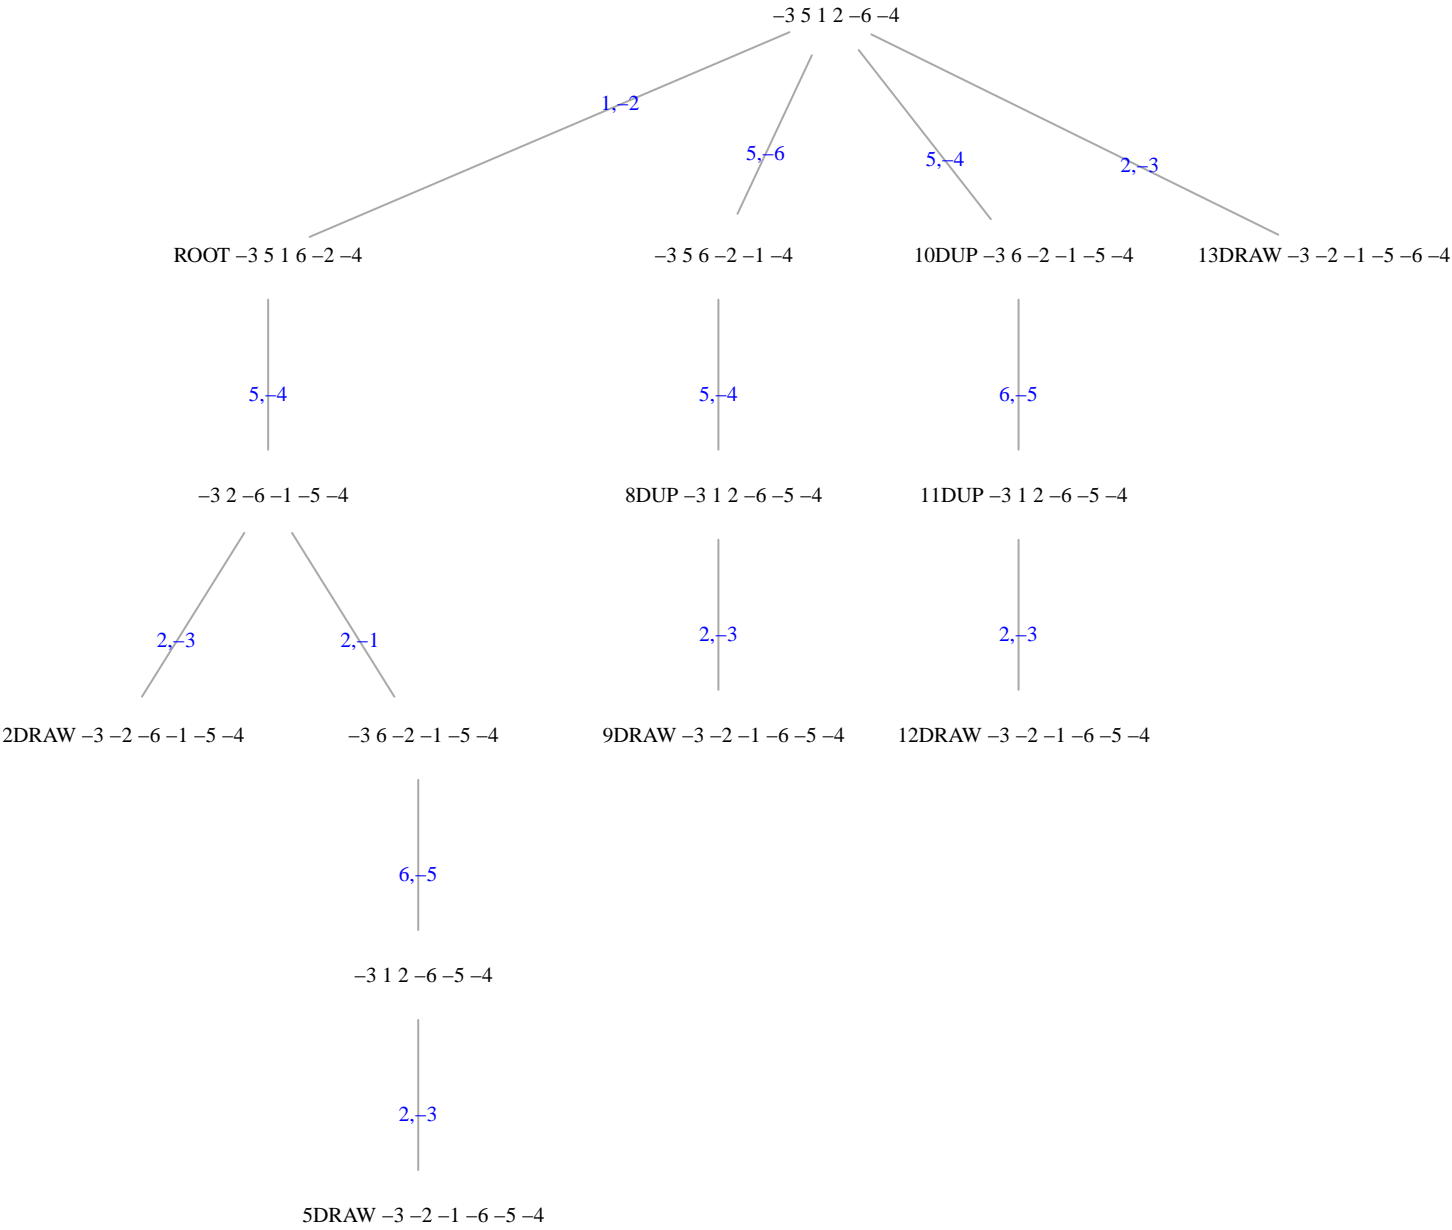 –3 5 1 2 –6 –4
1,–2
5,–6
5,–4
2,–3
ROOT –3 5 1 6 –2 –4
–3 5 6 –2 –1 –4
10DUP –3 6 –2 –1 –5 –4
13DRAW –3 –2 –1 –5 –6 –4
5,–4
5,–4
6,–5
–3 2 –6 –1 –5 –4
8DUP –3 1 2 –6 –5 –4
11DUP –3 1 2 –6 –5 –4
2,–3
2,–1
2,–3
2,–3
2DRAW –3 –2 –6 –1 –5 –4
–3 6 –2 –1 –5 –4
9DRAW –3 –2 –1 –6 –5 –4
12DRAW –3 –2 –1 –6 –5 –4
6,–5
–3 1 2 –6 –5 –4
2,–3
5DRAW –3 –2 –1 –6 –5 –4